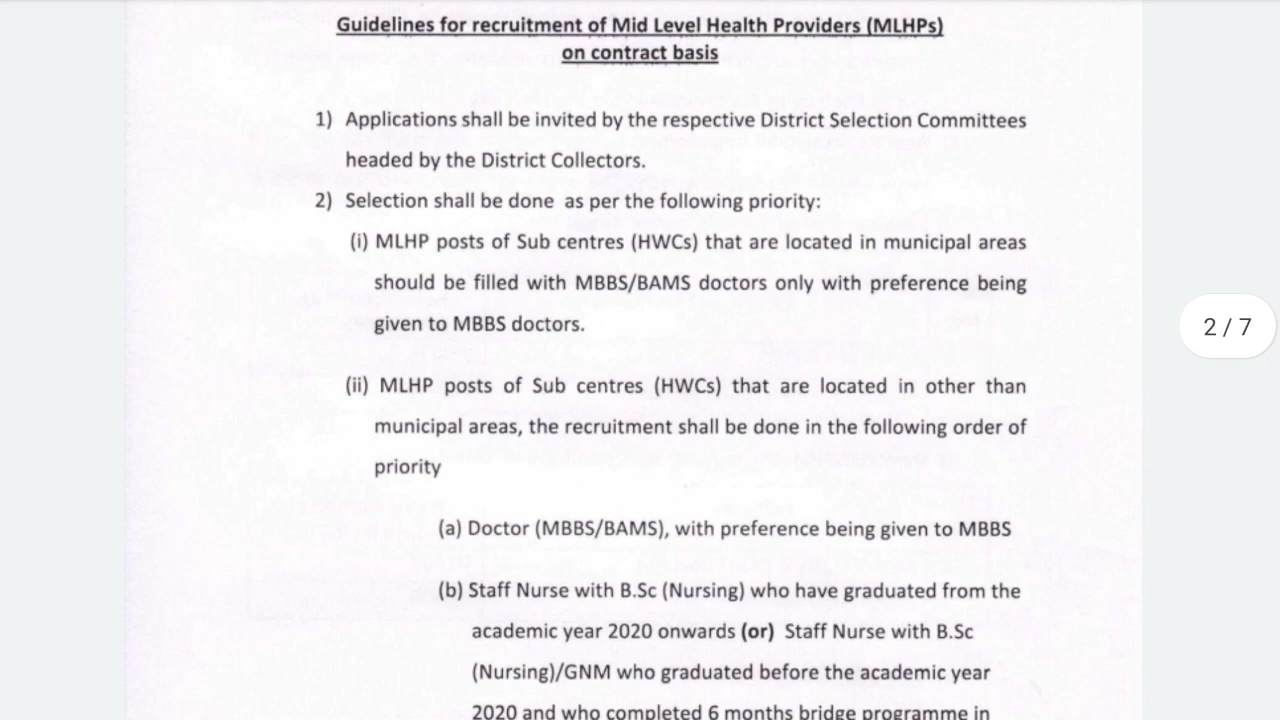 Guidelines for recruitment of Mid Level Health Providers (MLHPs)
on contract basis
1) Applications shall be invited by the respective District Selection Committees
headed by the District Collectors.
2) Selection shall be done as per the following priority:
(i) MLHP posts of Sub centres (HWCs) that are located in municipal areas
should be filled with MBBS/BAMS doctors only with preference being
given to MBBS doctors.
2 / 7
(ii) MLHP posts of Sub centres (HWCs) that are located in other than
municipal areas, the recruitment shall be done in the following order of
priority
(a) Doctor (MBBS/BAMS), with preference being given to MBBS
(b) Staff Nurse with B.Sc (Nursing) who have graduated from the
academic year 2020 onwards (or) Staff Nurse with B.Sc
(Nursing)/GNM who graduated before the academic year
2020 and who completed 6 months bridge programme in